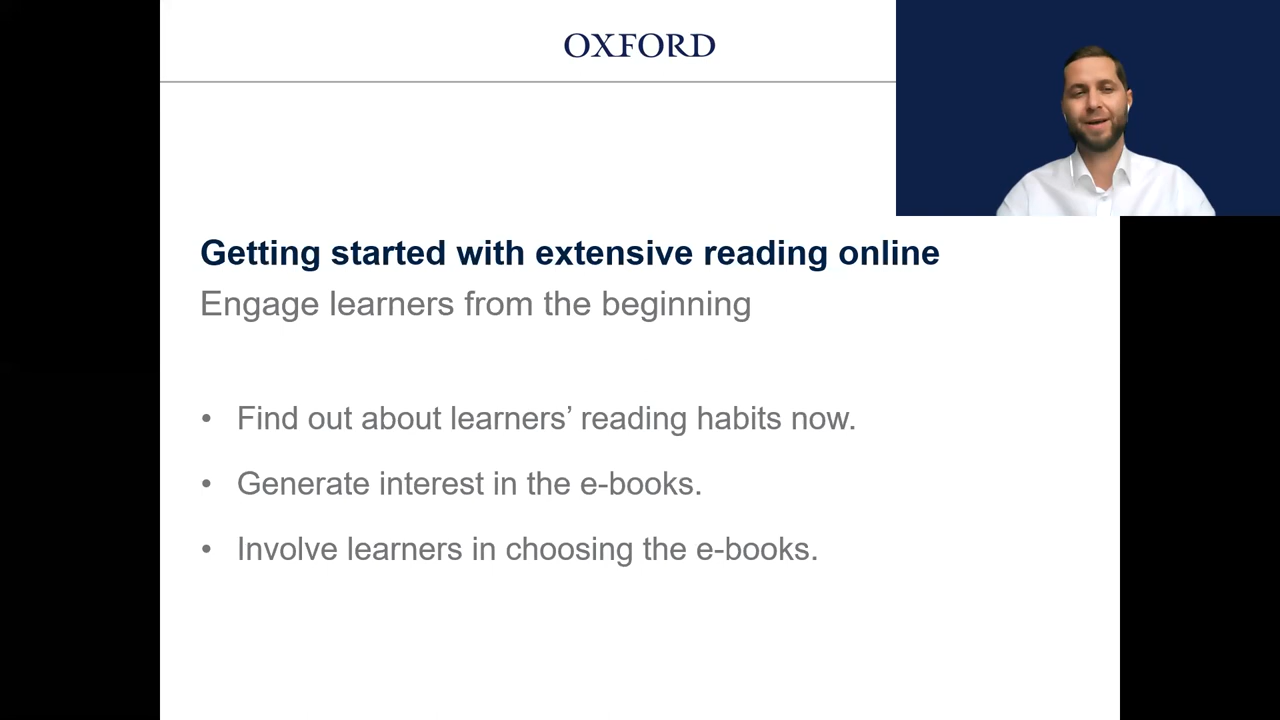 OXFORD
Getting started with extensive reading online
Engage learners from the beginning
• Find out about learners’ reading habits now.
• Generate interest in the e-books.
• Involve learners in choosing the e-books.